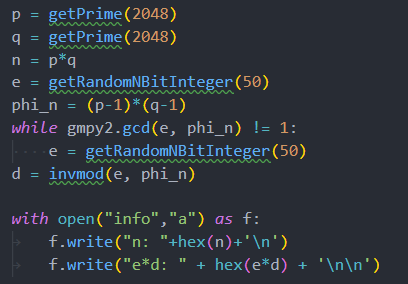 p = getPrime(2048)
q = getPrime(2048)
n = p*q
e = getRandomNBitInteger(50)
phi_n = (p-1)*(q-1)
while gmpy2.gcd(e, phi_n) != 1:
    e = getRandomNBitInteger(50)
d = invmod(e, phi_n)

with open("info","a") as f:
    f.write("n: "+hex(n)+'\n')
    f.write("e*d: " + hex(e*d) + '\n\n')